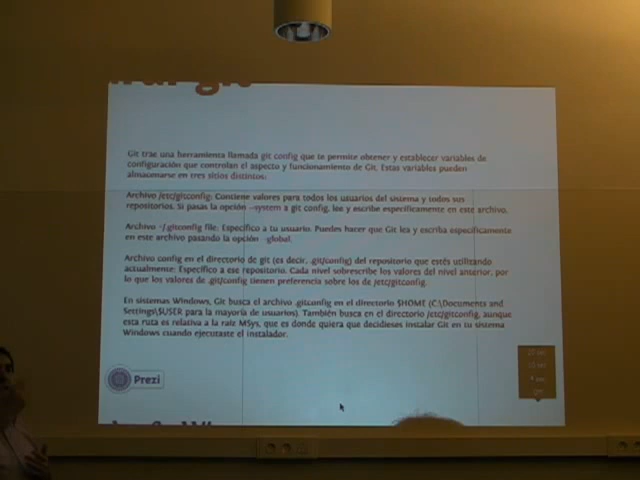 git
Git trae una herramienta llamada git config que te permite obtener y establecer variables de
configuración que controlan el aspecto y funcionamiento de Git. Estas variables pueden
almacenarse en tres sitios distintos:
Archivo /etc/gitconfig: Contiene valores para todos los usuarios del sistema y todos sus
repositorios. Si pasas la opción --system a git config, lee y escribe específicamente en este archivo.
Archivo ~/.gitconfig file: Específico a tu usuario. Puedes hacer que Git lea y escriba específicamente
en este archivo pasando la opción --global.
Archivo config en el directorio de git (es decir, .git/config) del repositorio que estés utilizando
actualmente: Específico a ese repositorio. Cada nivel sobrescribe los valores del nivel anterior, por
lo que los valores de .git/config tienen preferencia sobre los de /etc/gitconfig.
En sistemas Windows, Git busca el archivo .gitconfig en el directorio $HOME (C:\Documents and
Settings\$USER para la mayoría de usuarios). También busca en el directorio /etc/gitconfig, aunque
esta ruta es relativa a la raíz MSys, que es donde quiera que decidieses instalar Git en tu sistema
Windows cuando ejecutaste el instalador.
Prezi